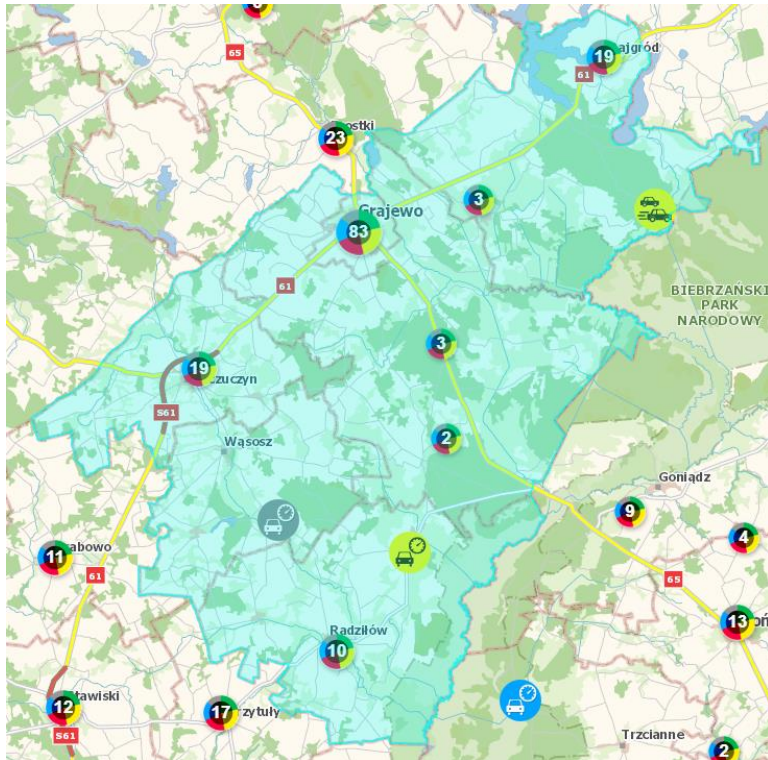 65
19
ajgród
61
23
ostki
3
Grajewo
83
BIEBRZAŃSKI
PARK
NARODOWY
61
3
19
zuczyn
S61
Wąsosz
2
Goniądz
9
4
11
abowo
61
65
Radziłów
10
13
12
tawiski
17
rzytuły
S61
Trzcianne
2